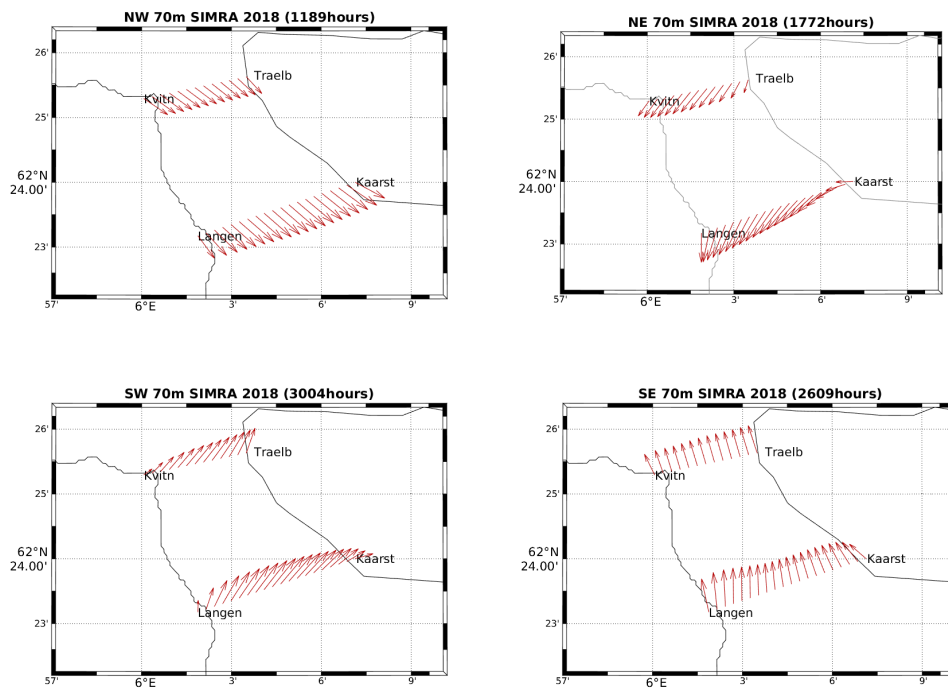 NW 70m SIMRA 2018 (1189hours)
26'
Traelb
Kvitn
25'
62°N
24.00'
Kaarst
Langen
23'
57'
6°E
3'
6'
9'
NE 70m SIMRA 2018 (1772hours)
26'
Traelb
Kvitn
25'
62°N
24.00'
Kaarst
Langen
23'
57'
6°E
3'
6'
9'
SW 70m SIMRA 2018 (3004hours)
26'
Traelb
Kvitn
25'
62°N
24.00'
Kaarst
Langen
23'
57'
6°E
3'
6'
9'
SE 70m SIMRA 2018 (2609hours)
26'
Traelb
Kvitn
25'
62°N
24.00'
Kaarst
Langen
23'
57'
6°E
3'
6'
9'